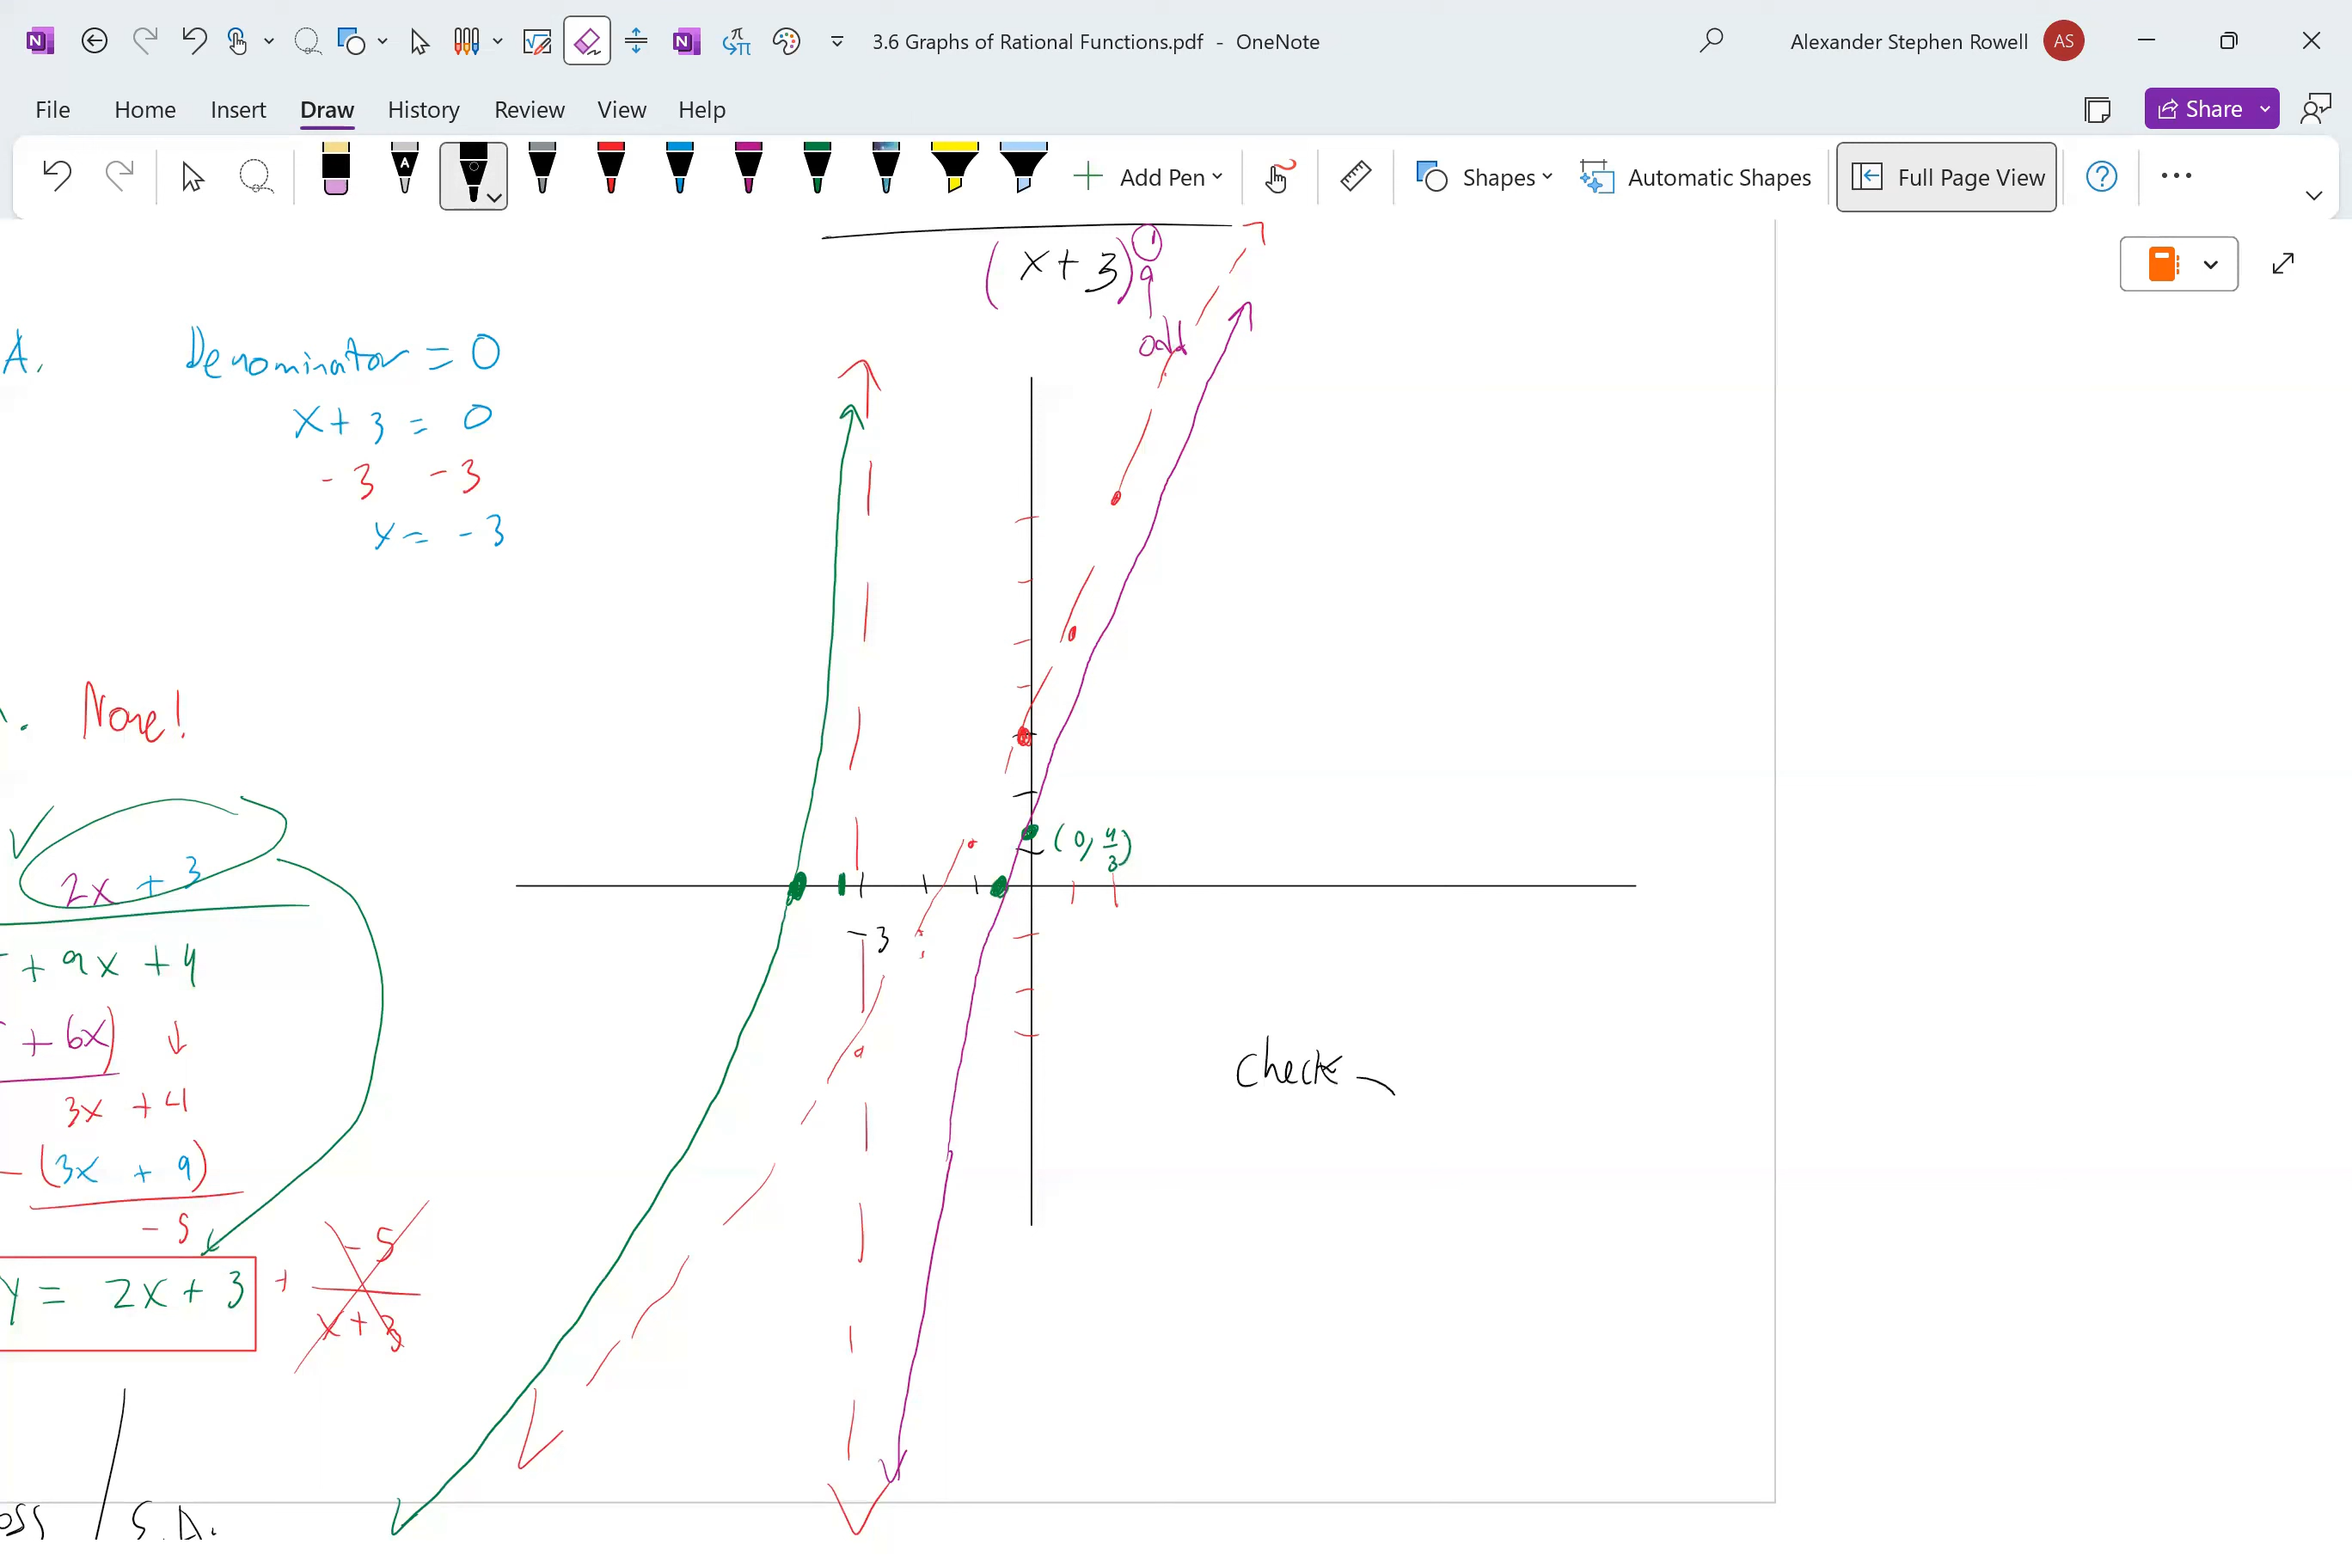 3.6 Graphs of Rational Functions.pdf - OneNote
Alexander Stephen Rowell
AS
File Home Insert Draw History Review View Help
Share
A
Add Pen
Shapes
Automatic Shapes
Full Page View
(x + 3)^1
odd
A. Denominator = 0
x + 3 = 0
-3 -3
x = -3
None!
2x + 3
+ 9x + 4
+ 6x)
3x + 4
-(3x + 9)
-5
y = 2x + 3 + -5
x + 3
(0, 4/3)
-3
check
oss / S.A.